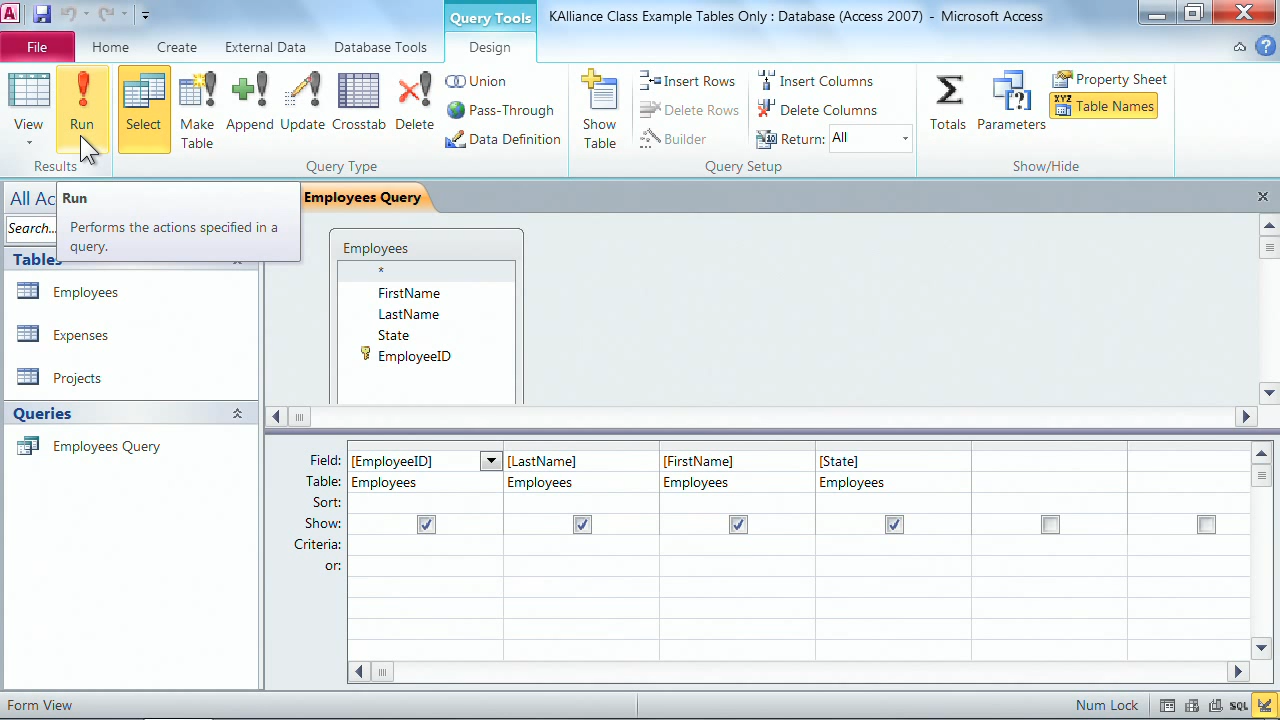 Query Tools
KAlliance Class Example Tables Only : Database (Access 2007) - Microsoft Access
File
Home
Create
External Data
Database Tools
Design
View
Run
Select
Make
Table
Append
Update
Crosstab
Delete
Union
Pass-Through
Data Definition
Show
Table
Insert Rows
Delete Rows
Builder
Insert Columns
Delete Columns
Return: All
Totals
Parameters
Property Sheet
Table Names
Results
Query Type
Query Setup
Show/Hide
All Ac
Search...
Run
Performs the actions specified in a
query.
Tables
Employees
Expenses
Projects
Queries
Employees Query
Employees Query
Employees
*
FirstName
LastName
State
EmployeeID
Field: [EmployeeID] [LastName] [FirstName] [State]
Table: Employees Employees Employees Employees
Sort:
Show:
Criteria:
or:
Form View
Num Lock
SQL